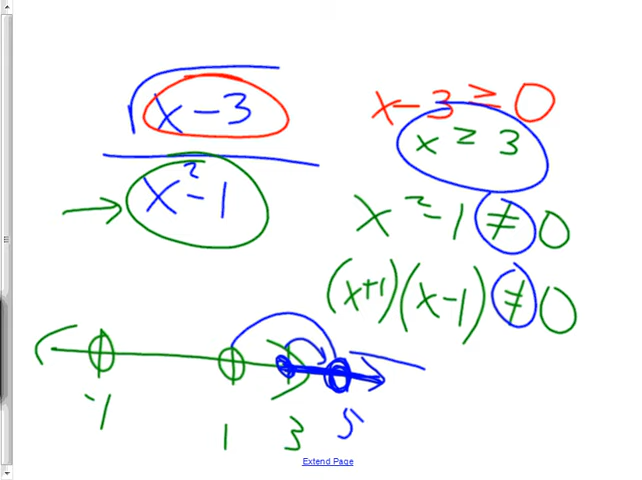 √(x-3)
x²-1
x-3 ≥ 0
x ≥ 3
x²-1 ≠ 0
(x+1)(x-1) ≠ 0
-1 1 3 5
Extend Page